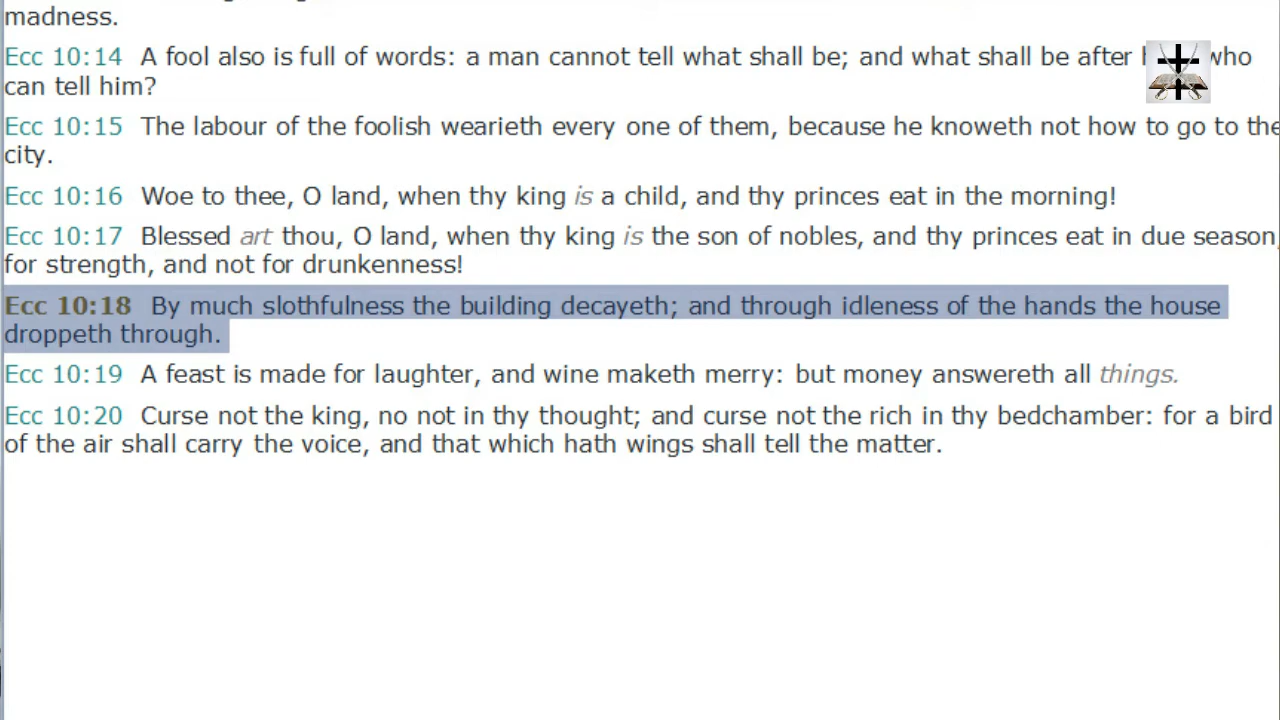 madness.
Ecc 10:14 A fool also is full of words: a man cannot tell what shall be; and what shall be after who
can tell him?
Ecc 10:15 The labour of the foolish wearieth every one of them, because he knoweth not how to go to the
city.
Ecc 10:16 Woe to thee, O land, when thy king is a child, and thy princes eat in the morning!
Ecc 10:17 Blessed art thou, O land, when thy king is the son of nobles, and thy princes eat in due season,
for strength, and not for drunkenness!
Ecc 10:18 By much slothfulness the building decayeth; and through idleness of the hands the house
droppeth through.
Ecc 10:19 A feast is made for laughter, and wine maketh merry: but money answereth all things.
Ecc 10:20 Curse not the king, no not in thy thought; and curse not the rich in thy bedchamber: for a bird
of the air shall carry the voice, and that which hath wings shall tell the matter.